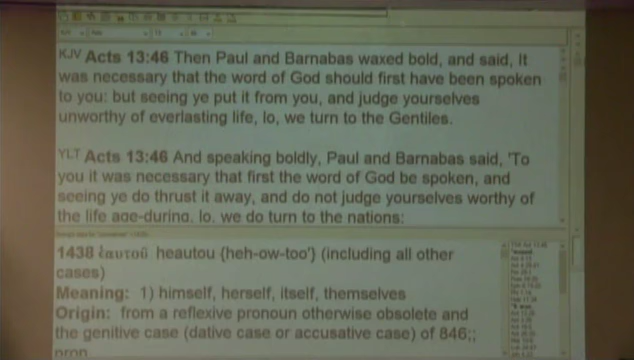 KJV Acts 13:46 Then Paul and Barnabas waxed bold, and said, It
was necessary that the word of God should first have been spoken
to you: but seeing ye put it from you, and judge yourselves
unworthy of everlasting life, lo, we turn to the Gentiles.
YLT Acts 13:46 And speaking boldly, Paul and Barnabas said, 'To
you it was necessary that first the word of God be spoken, and
seeing ye do thrust it away, and do not judge yourselves worthy of
the life age-during, lo, we do turn to the nations;
1438 ἑαυτοῦ heautou {heh-ow-too'} (including all other
cases)
Meaning: 1) himself, herself, itself, themselves
Origin: from a reflexive pronoun otherwise obsolete and
the genitive case (dative case or accusative case) of 846;;
pron